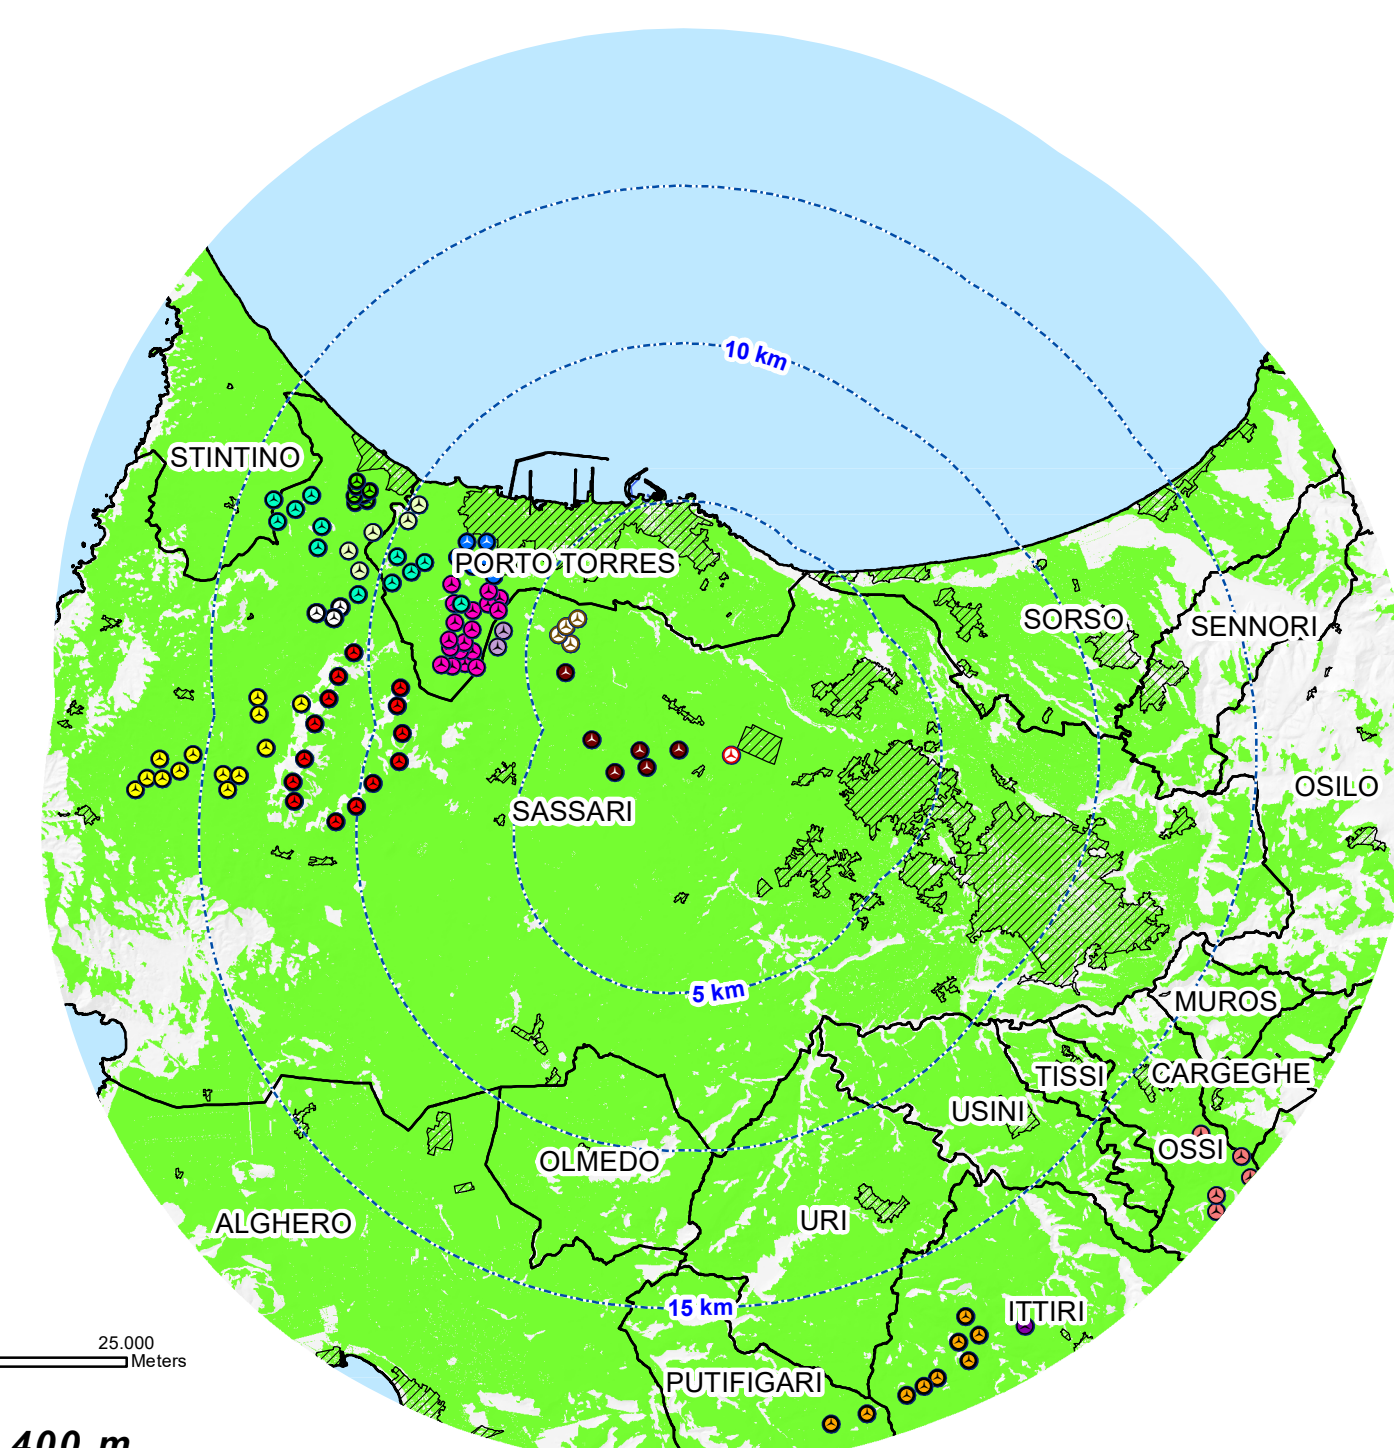 10 km
STINTINO
PORTO TORRES
SORSO
SENNORI
OSILO
SASSARI
5 km
MUROS
TISSI
CARGEGHE
USINI
OSSI
OLMEDO
ALGHERO
URI
15 km
ITTIRI
25.000
Meters
PUTIFIGARI
400 m